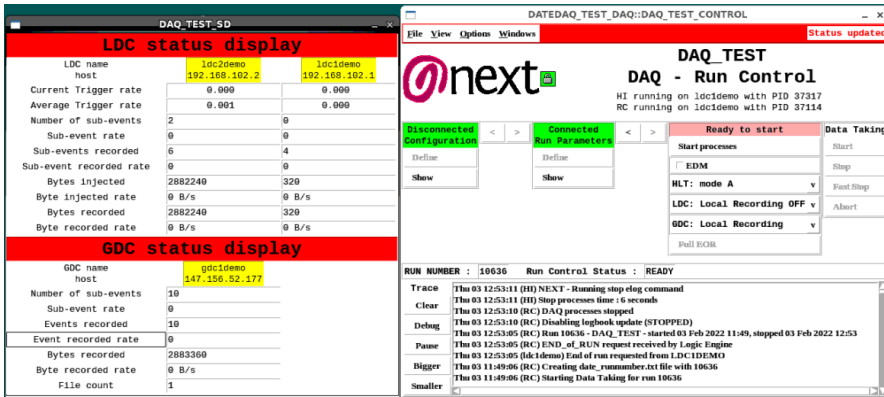 DAQ_TEST_SD
LDC status display
LDC name ldc2demo ldc1demo
host 192.168.102.2 192.168.102.1
Current Trigger rate 0.000 0.000
Average Trigger rate 0.001 0.000
Number of sub-events 2 0
Sub-event rate 0 0
Sub-events recorded 6 4
Sub-event recorded rate 0 0
Bytes injected 2882240 320
Byte injected rate 0 B/s 0 B/s
Bytes recorded 2882240 320
Byte recorded rate 0 B/s 0 B/s
GDC status display
GDC name gdc1demo
host 147.156.52.177
Number of sub-events 10
Sub-event rate 0
Events recorded 10
Event recorded rate 0
Bytes recorded 2883360
Byte recorded rate 0 B/s
File count 1
DATEDAQ_TEST_DAQ::DAQ_TEST_CONTROL
File View Options Windows Status updated
next
DAQ_TEST
DAQ - Run Control
HI running on ldc1demo with PID 37317
RC running on ldc1demo with PID 37114
Disconnected
Configuration
< >
Define
Show
Connected
Run Parameters
< >
Define
Show
Ready to start
Start processes
EDM
HLT: mode A v
LDC: Local Recording OFF v
GDC: Local Recording v
Full EOR
Data Taking
Start
Stop
Fast Stop
Abort
RUN NUMBER : 10636 Run Control Status : READY
Trace
Clear
Debug
Pause
Bigger
Smaller
Thu 03 12:53:11 (HI) NEXT - Running stop elog command
Thu 03 12:53:11 (HI) Stop processes time : 6 seconds
Thu 03 12:53:10 (RC) DAQ processes stopped
Thu 03 12:53:10 (RC) Disabling logbook update (STOPPED)
Thu 03 12:53:05 (RC) Run 10636 - DAQ_TEST - started 03 Feb 2022 11:49, stopped 03 Feb 2022 12:53
Thu 03 12:53:05 (RC) END_of_RUN request received by Logic Engine
Thu 03 12:53:05 (ldc1demo) End of run requested from LDC1DEMO
Thu 03 11:49:06 (RC) Creating date_runnumber.txt file with 10636
Thu 03 11:49:06 (RC) Starting Data Taking for run 10636